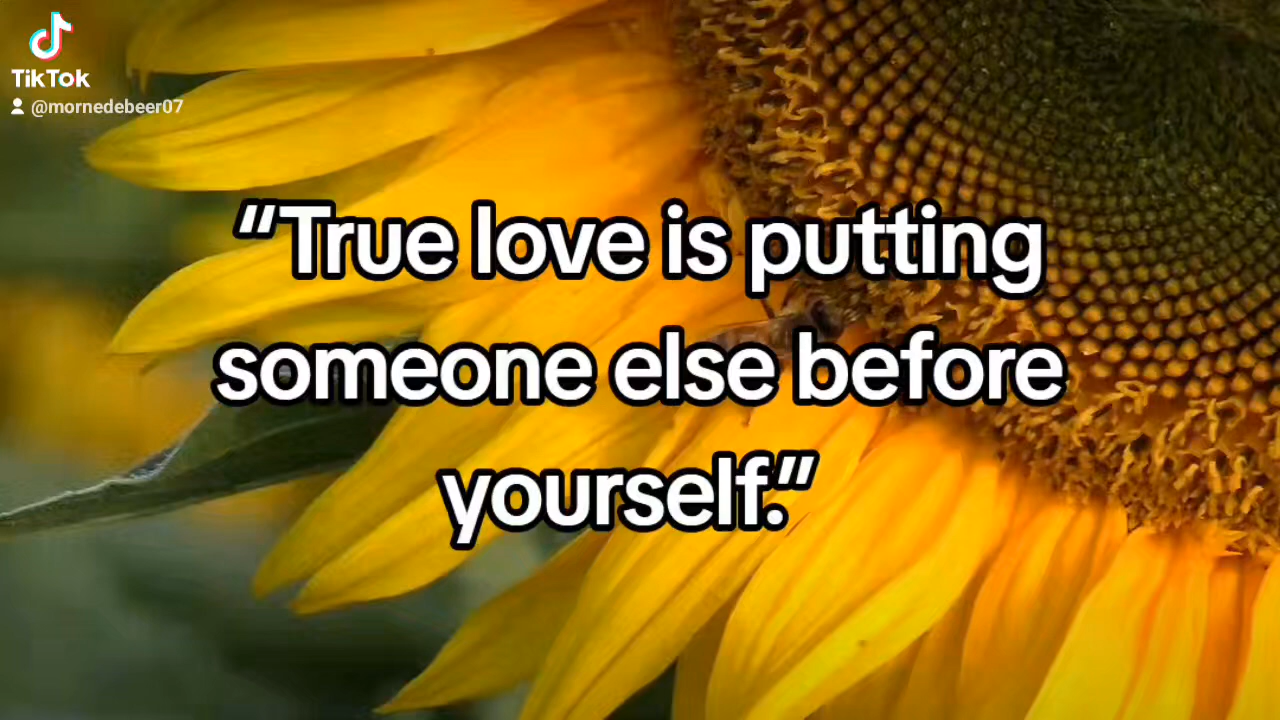 TikTok
@mornedebeer07
“True love is putting
someone else before
yourself.”